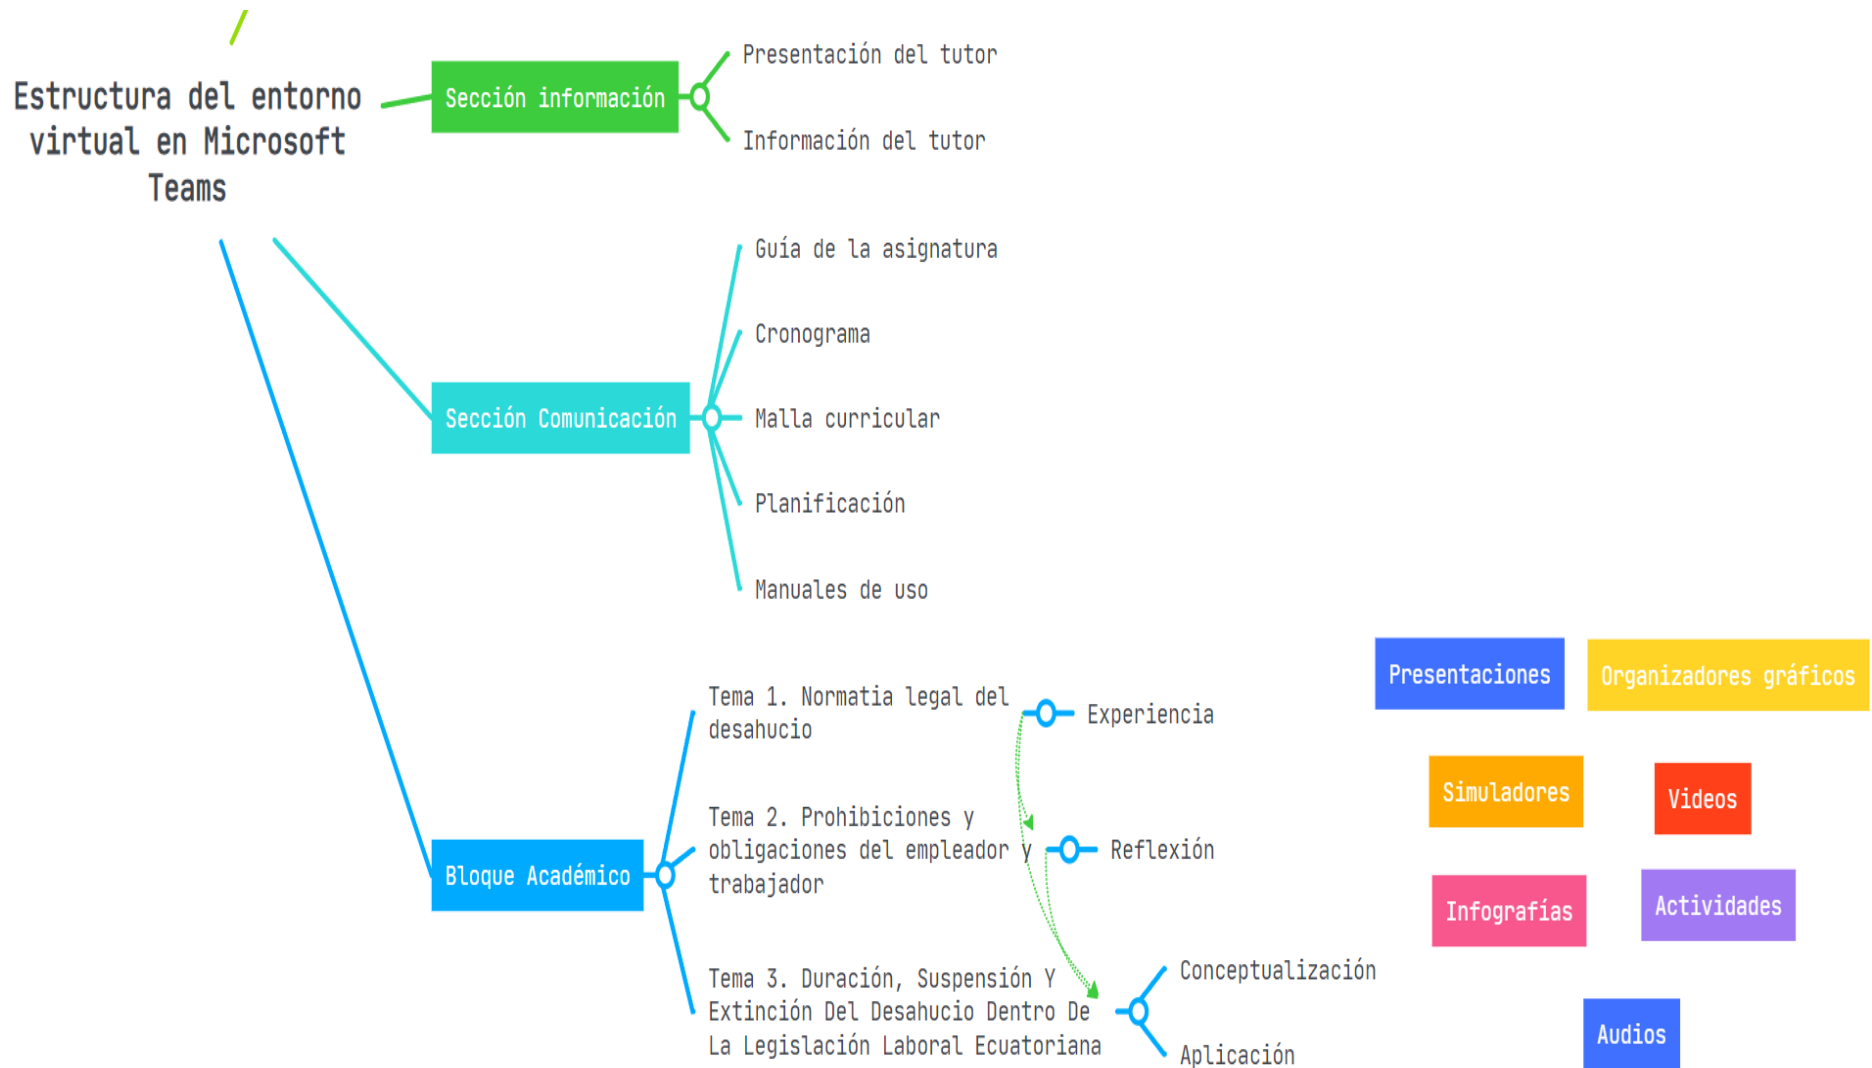 Estructura del entorno
virtual en Microsoft
Teams
Sección información
Presentación del tutor
Información del tutor
Sección Comunicación
Guía de la asignatura
Cronograma
Malla curricular
Planificación
Manuales de uso
Bloque Académico
Tema 1. Normatia legal del
desahucio
Experiencia
Tema 2. Prohibiciones y
obligaciones del empleador y
trabajador
Reflexión
Tema 3. Duración, Suspensión Y
Extinción Del Desahucio Dentro De
La Legislación Laboral Ecuatoriana
Conceptualización
Aplicación
Presentaciones
Organizadores gráficos
Simuladores
Videos
Infografías
Actividades
Audios